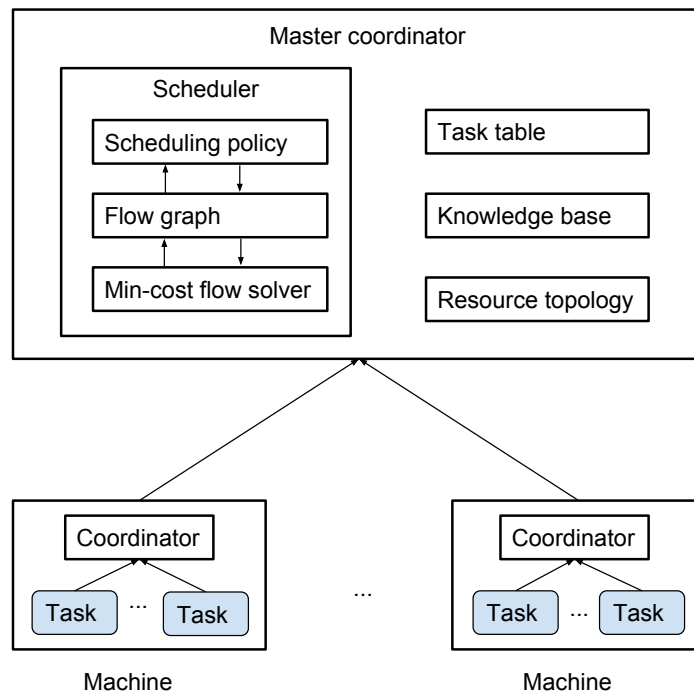 Master coordinator
Scheduler
Scheduling policy
Flow graph
Min-cost flow solver
Task table
Knowledge base
Resource topology
...
Coordinator
Task ... Task
Machine
Coordinator
Task ... Task
Machine